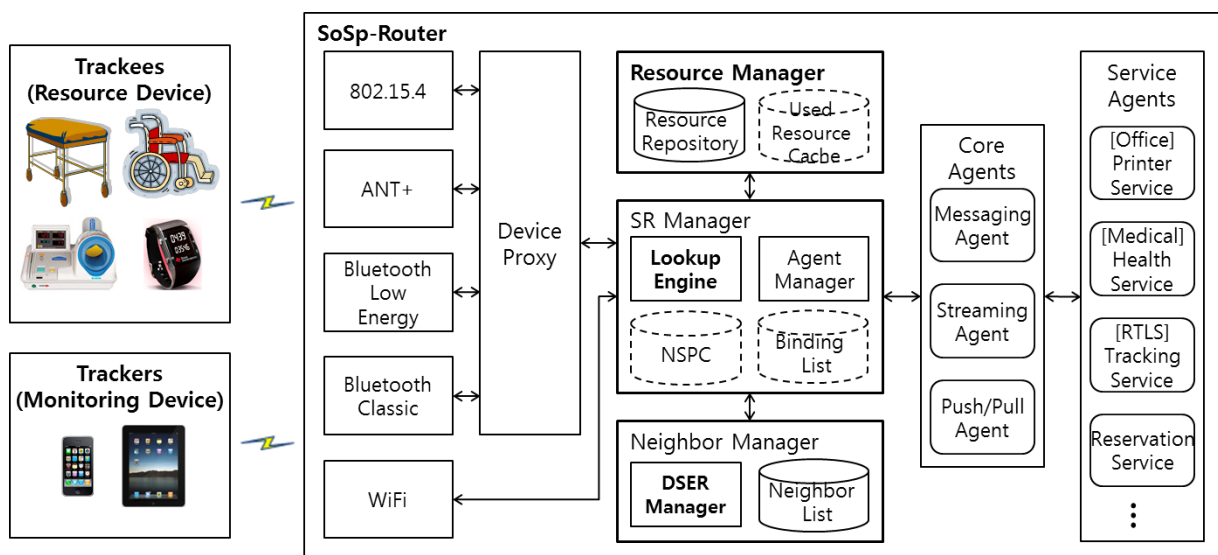 SoSp-Router
Trackees
(Resource Device)
Trackers
(Monitoring Device)
802.15.4
ANT+
Bluetooth
Low
Energy
Bluetooth
Classic
WiFi
Device
Proxy
Resource Manager
Resource
Repository
Used
Resource
Cache
SR Manager
Lookup
Engine
Agent
Manager
NSPC
Binding
List
Neighbor Manager
DSER
Manager
Neighbor
List
Core
Agents
Messaging
Agent
Streaming
Agent
Push/Pull
Agent
Service
Agents
[Office]
Printer
Service
[Medical]
Health
Service
[RTLS]
Tracking
Service
Reservation
Service